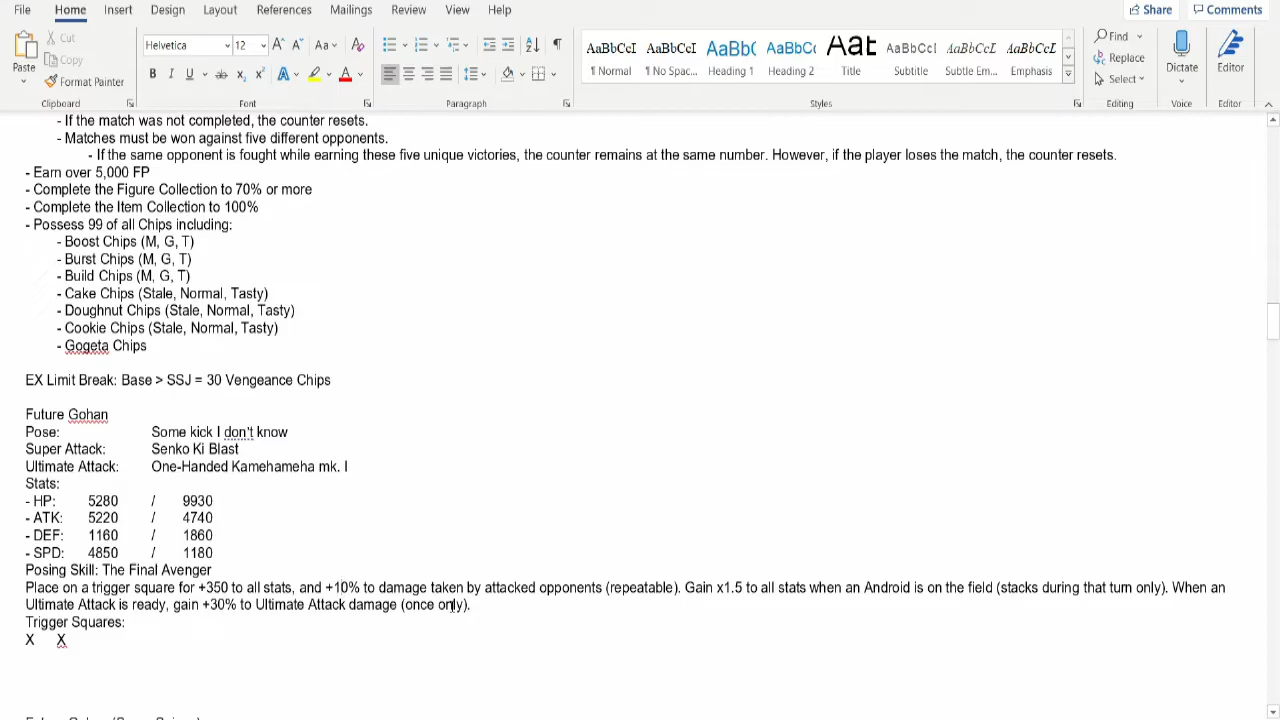 File Home Insert Design Layout References Mailings Review View Help Share Comments
Paste Cut Copy Format Painter Clipboard
Helvetica 12 Font
Paragraph
AaBbCcI ¶ Normal AaBbCcI ¶ No Spac... AaBb( Heading 1 AaBbCc Heading 2 Aat Title AaBbCcI Subtitle AaBbCcI Subtle Em... AaBbCcI Emphasis Styles
Find Replace Select Editing
Dictate Voice
Editor Editor
- If the match was not completed, the counter resets.
- Matches must be won against five different opponents.
- If the same opponent is fought while earning these five unique victories, the counter remains at the same number. However, if the player loses the match, the counter resets.
- Earn over 5,000 FP
- Complete the Figure Collection to 70% or more
- Complete the Item Collection to 100%
- Possess 99 of all Chips including:
- Boost Chips (M, G, T)
- Burst Chips (M, G, T)
- Build Chips (M, G, T)
- Cake Chips (Stale, Normal, Tasty)
- Doughnut Chips (Stale, Normal, Tasty)
- Cookie Chips (Stale, Normal, Tasty)
- Gogeta Chips
EX Limit Break: Base > SSJ = 30 Vengeance Chips
Future Gohan
Pose: Some kick I don't know
Super Attack: Senko Ki Blast
Ultimate Attack: One-Handed Kamehameha mk. I
Stats:
- HP: 5280 / 9930
- ATK: 5220 / 4740
- DEF: 1160 / 1860
- SPD: 4850 / 1180
Posing Skill: The Final Avenger
Place on a trigger square for +350 to all stats, and +10% to damage taken by attacked opponents (repeatable). Gain x1.5 to all stats when an Android is on the field (stacks during that turn only). When an
Ultimate Attack is ready, gain +30% to Ultimate Attack damage (once only).
Trigger Squares:
X X